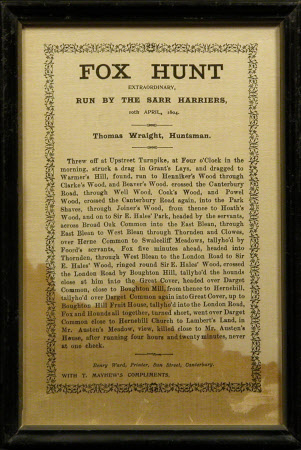 FOX HUNT
EXTRAORDINARY,
RUN BY THE SARR HARRIERS,
10th APRIL, 1804.
Thomas Wraight, Huntsman.
Threw off at Upstreet Turnpike, at Four o'Clock in the
morning, struck a drag in Grant's Lays, and dragged to
Warmer's Hill, found, ran to Henniker's Wood through
Clarke's Wood, and Beaver's Wood, crossed the Canterbury
Road, through Well Wood, Cole's Wood, and Powel
Wood, crossed the Canterbury Road again, into the Park
Shaves, through Joiner's Wood, from thence to Heath's
Wood, and on to Sir E. Hales' Park, headed by the servants,
across Broad Oak Common into the East Blean, through
East Blean to West Blean through Thornden and Clowes,
over Herne Common to Swalecliff Meadows, tallyho'd by
Foord's servants, Fox five minutes ahead, headed into
Thornden, through West Blean to the London Road to Sir
E. Hales' Wood, ringed round Sir E. Hales' Wood, crossed
the London Road by Boughton Hill, tallyho'd the hounds
close at him into the Great Cover, headed over Dargat
Common, close to Boughton Hill, from thence to Hernehill,
tallyho'd over Dargat Common again into Great Cover, up to
Boughton Hill Fruit House, tallyho'd into the London Road,
Fox and Hounds all together, turned short, went over Dargat
Common close to Hernehill Church to Lambert's Land, in
Mr. Austen's Meadow, view, killed close to Mr. Austen's
House, after running four hours and twenty minutes, never
at one check.
Henry Ward, Printer, Sun Street, Canterbury.
WITH T. MAYHEW'S COMPLIMENTS.